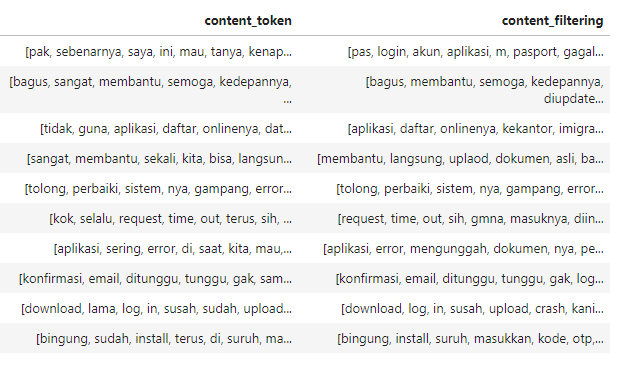 content_token content_filtering
[pak, sebenarnya, saya, ini, mau, tanya, kenap... [pas, login, akun, aplikasi, m, pasport, gagal...
[bagus, sangat, membantu, semoga, kedepannya, ... [bagus, membantu, semoga, kedepannya, diupdate...
[tidak, guna, aplikasi, daftar, onlinenya, dat... [aplikasi, daftar, onlinenya, kekantor, imigra...
[sangat, membantu, sekali, kita, bisa, langsun... [membantu, langsung, uplaod, dokumen, asli, ba...
[tolong, perbaiki, sistem, nya, gampang, error... [tolong, perbaiki, sistem, nya, gampang, error...
[kok, selalu, request, time, out, terus, sih, ... [request, time, out, sih, gmna, masuknya, diin...
[aplikasi, sering, error, di, saat, kita, mau,... [aplikasi, error, mengunggah, dokumen, nya, pe...
[konfirmasi, email, ditunggu, tunggu, gak, sam... [konfirmasi, email, ditunggu, tunggu, gak, log...
[download, lama, log, in, susah, sudah, upload... [download, log, in, susah, upload, crash, kani...
[bingung, sudah, install, terus, di, suruh, ma... [bingung, install, suruh, masukkan, kode, otp,...